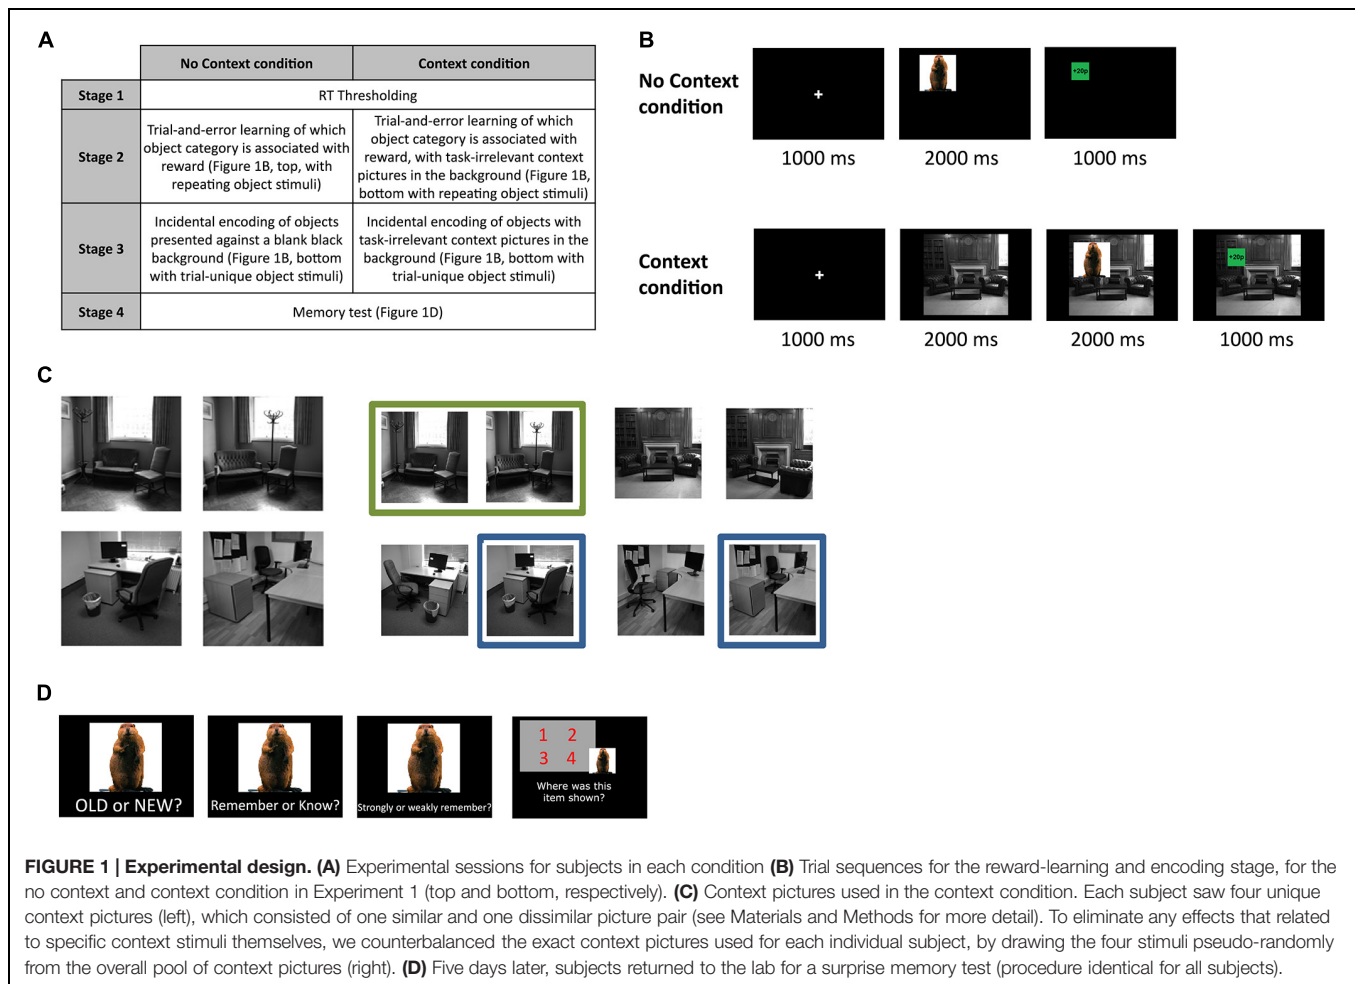 A
No Context condition
Context condition
Stage 1
RT Thresholding
Stage 2
Trial-and-error learning of which
object category is associated with
reward (Figure 1B, top, with
repeating object stimuli)
Trial-and-error learning of which
object category is associated with
reward, with task-irrelevant context
pictures in the background (Figure 1B,
bottom with repeating object stimuli)
Stage 3
Incidental encoding of objects
presented against a blank black
background (Figure 1B, bottom
with trial-unique object stimuli)
Incidental encoding of objects with
task-irrelevant context pictures in the
background (Figure 1B, bottom with
trial-unique object stimuli)
Stage 4
Memory test (Figure 1D)
B
No Context
condition
+
+20p
1000 ms
2000 ms
1000 ms
Context
condition
+
+20p
1000 ms
2000 ms
2000 ms
1000 ms
C
D
OLD or NEW?
Remember or Know?
Strongly or weakly remember?
1 2
3 4
Where was this
item shown?
FIGURE 1 | Experimental design. (A) Experimental sessions for subjects in each condition (B) Trial sequences for the reward-learning and encoding stage, for the
no context and context condition in Experiment 1 (top and bottom, respectively). (C) Context pictures used in the context condition. Each subject saw four unique
context pictures (left), which consisted of one similar and one dissimilar picture pair (see Materials and Methods for more detail). To eliminate any effects that related
to specific context stimuli themselves, we counterbalanced the exact context pictures used for each individual subject, by drawing the four stimuli pseudo-randomly
from the overall pool of context pictures (right). (D) Five days later, subjects returned to the lab for a surprise memory test (procedure identical for all subjects).